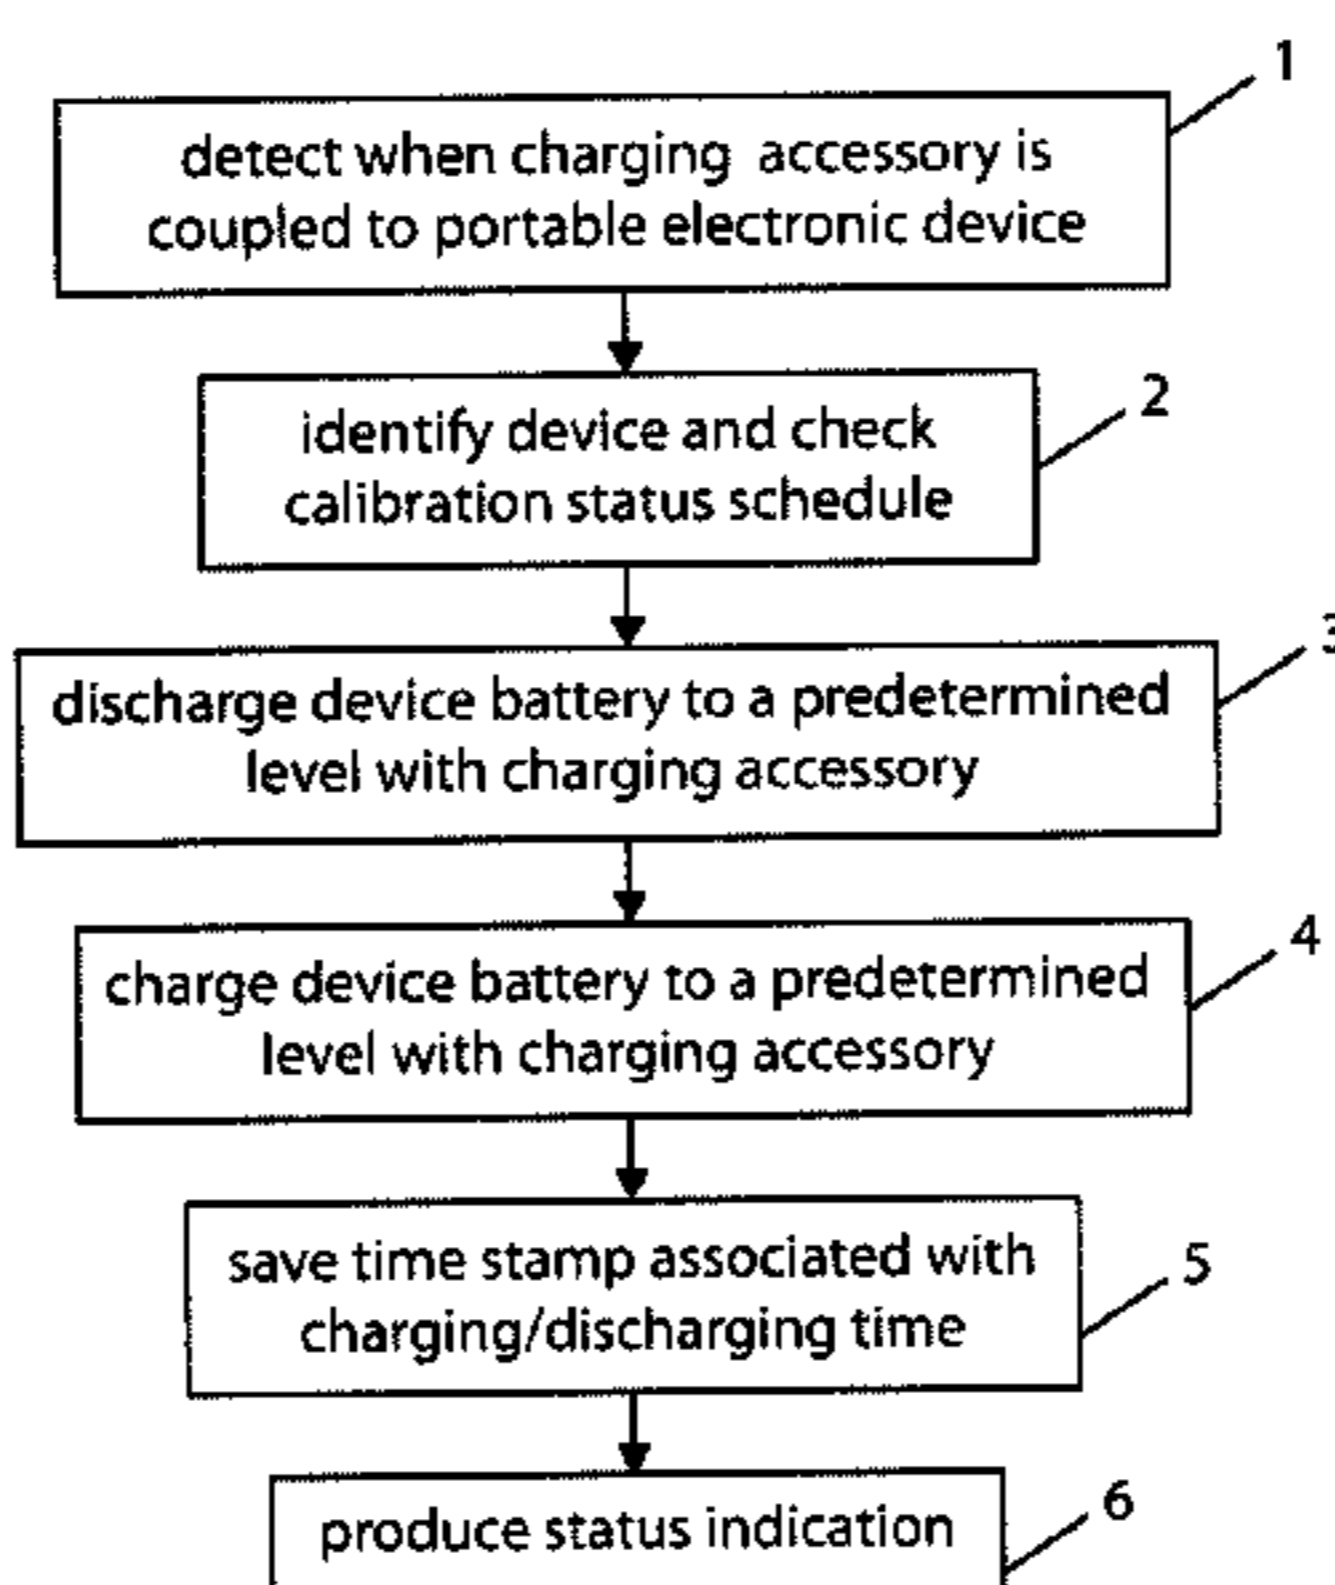 1
detect when charging accessory is
coupled to portable electronic device
2
identify device and check
calibration status schedule
3
discharge device battery to a predetermined
level with charging accessory
4
charge device battery to a predetermined
level with charging accessory
5
save time stamp associated with
charging/discharging time
6
produce status indication